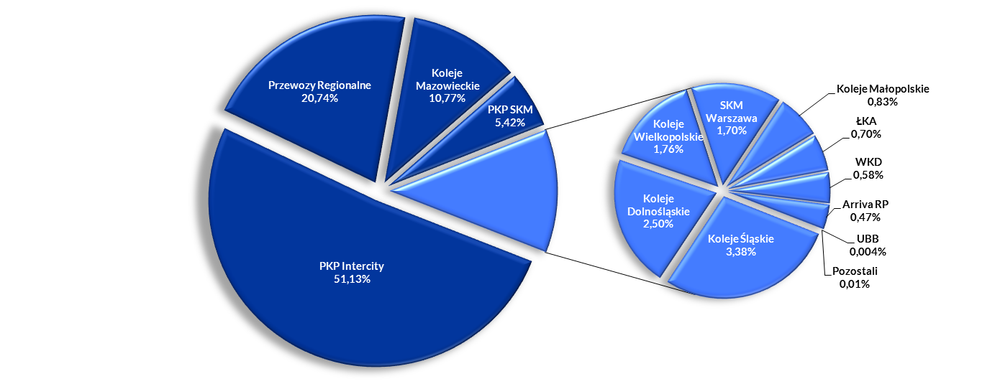 Przewozy Regionalne
20,74%
Koleje
Mazowieckie
10,77%
PKP SKM
5,42%
PKP Intercity
51,13%
Koleje
Wielkopolskie
1,76%
SKM
Warszawa
1,70%
Koleje Małopolskie
0,83%
ŁKA
0,70%
WKD
0,58%
Arriva RP
0,47%
UBB
0,004%
Pozostali
0,01%
Koleje
Dolnośląskie
2,50%
Koleje Śląskie
3,38%